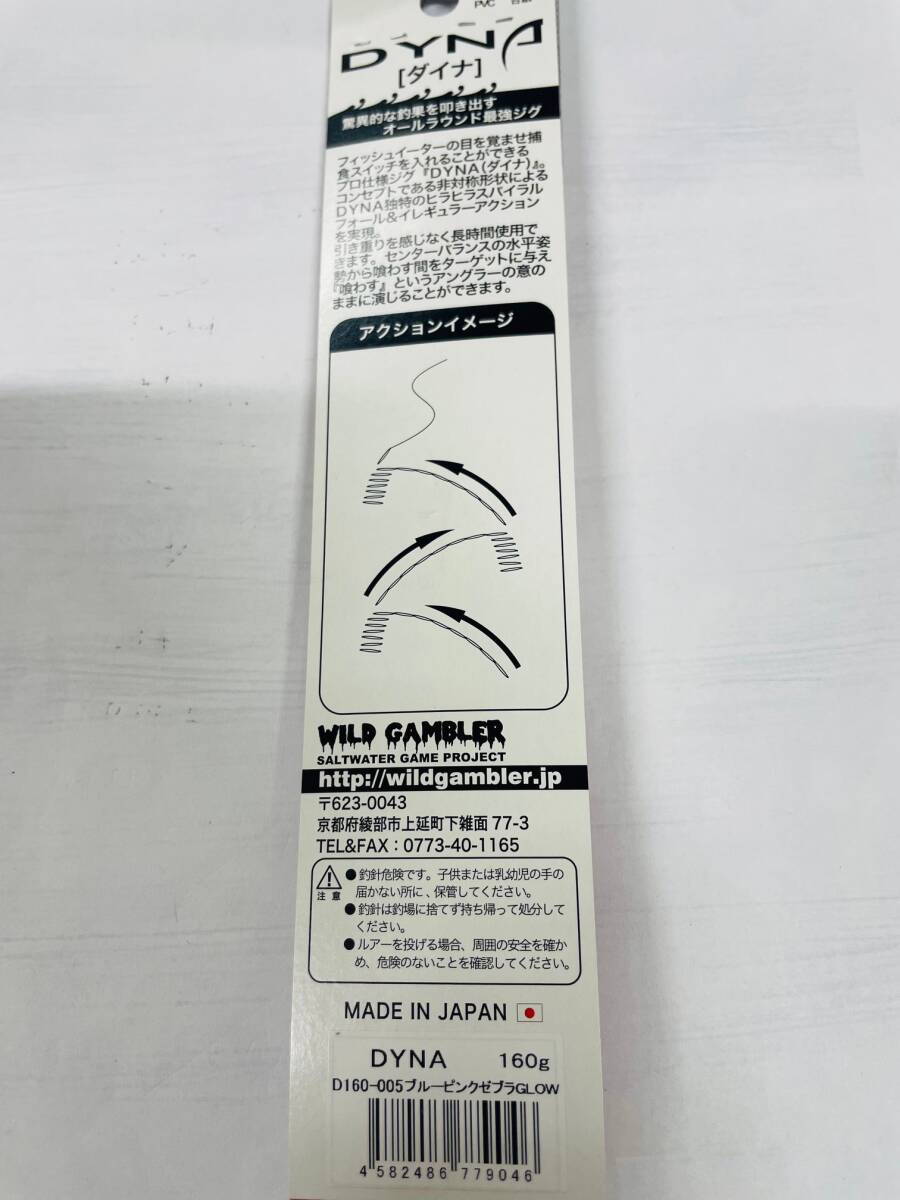 PVC
DYNA
[ダイナ]
驚異的な釣果を叩き出す
オールラウンド最強ジグ
フィッシュイーターの目を覚ませ捕
食スイッチを入れることができる
プロ仕様ジグ『DYNA(ダイナ)』。
コンセプトである非対称形状による
DYNA独特のヒラヒラスパイラル
フォール&イレギュラーアクション
を実現。
引き重りを感じなく長時間使用で
きます。センターバランスの水平姿
勢から喰わす間をターゲットに与え
『喰わす』というアングラーの意の
ままに演じることができます。
アクションイメージ
WILD GAMBLER
SALTWATER GAME PROJECT
http://wildgambler.jp
〒623-0043
京都府綾部市上延町下雑面 77-3
TEL&FAX：0773-40-1165
注意
●釣針危険です。子供または乳幼児の手の
届かない所に、保管してください。
●釣針は釣場に捨てず持ち帰って処分して
ください。
●ルアーを投げる場合、周囲の安全を確か
め、危険のないことを確認してください。
MADE IN JAPAN
DYNA 160g
D160-005ブルーピンクゼブラGLOW
4 582486 779046